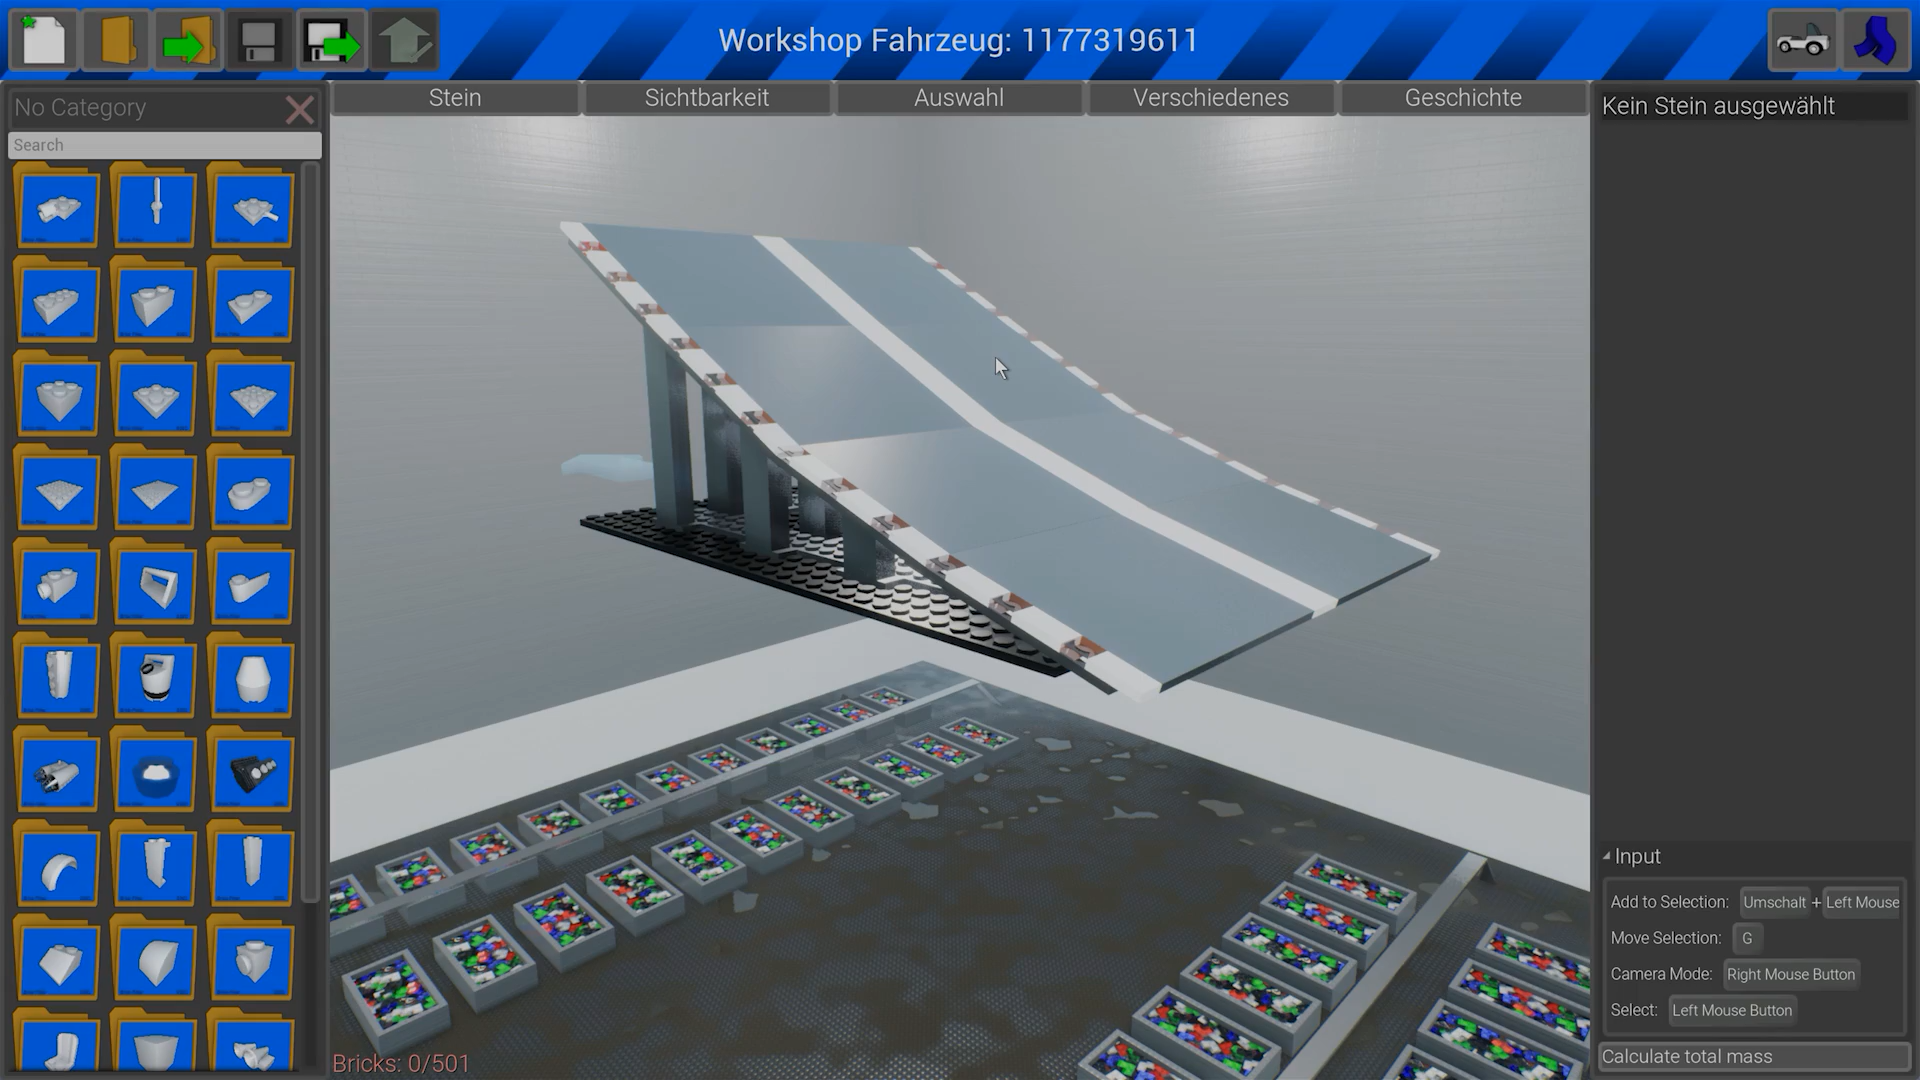 Workshop Fahrzeug: 1177319611
No Category
Search
Stein
Sichtbarkeit
Auswahl
Verschiedenes
Geschichte
Kein Stein ausgewählt
Input
Add to Selection: Umschalt + Left Mouse
Move Selection: G
Camera Mode: Right Mouse Button
Select: Left Mouse Button
Calculate total mass
Bricks: 0/501